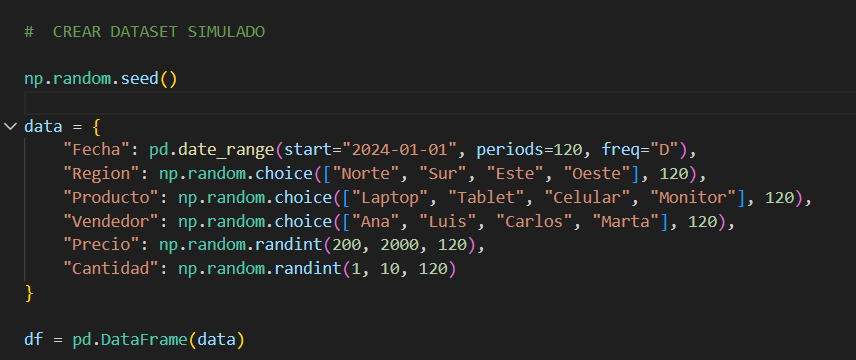 #  CREAR DATASET SIMULADO
np.random.seed()
data = {
    "Fecha": pd.date_range(start="2024-01-01", periods=120, freq="D"),
    "Region": np.random.choice(["Norte", "Sur", "Este", "Oeste"], 120),
    "Producto": np.random.choice(["Laptop", "Tablet", "Celular", "Monitor"], 120),
    "Vendedor": np.random.choice(["Ana", "Luis", "Carlos", "Marta"], 120),
    "Precio": np.random.randint(200, 2000, 120),
    "Cantidad": np.random.randint(1, 10, 120)
}
df = pd.DataFrame(data)